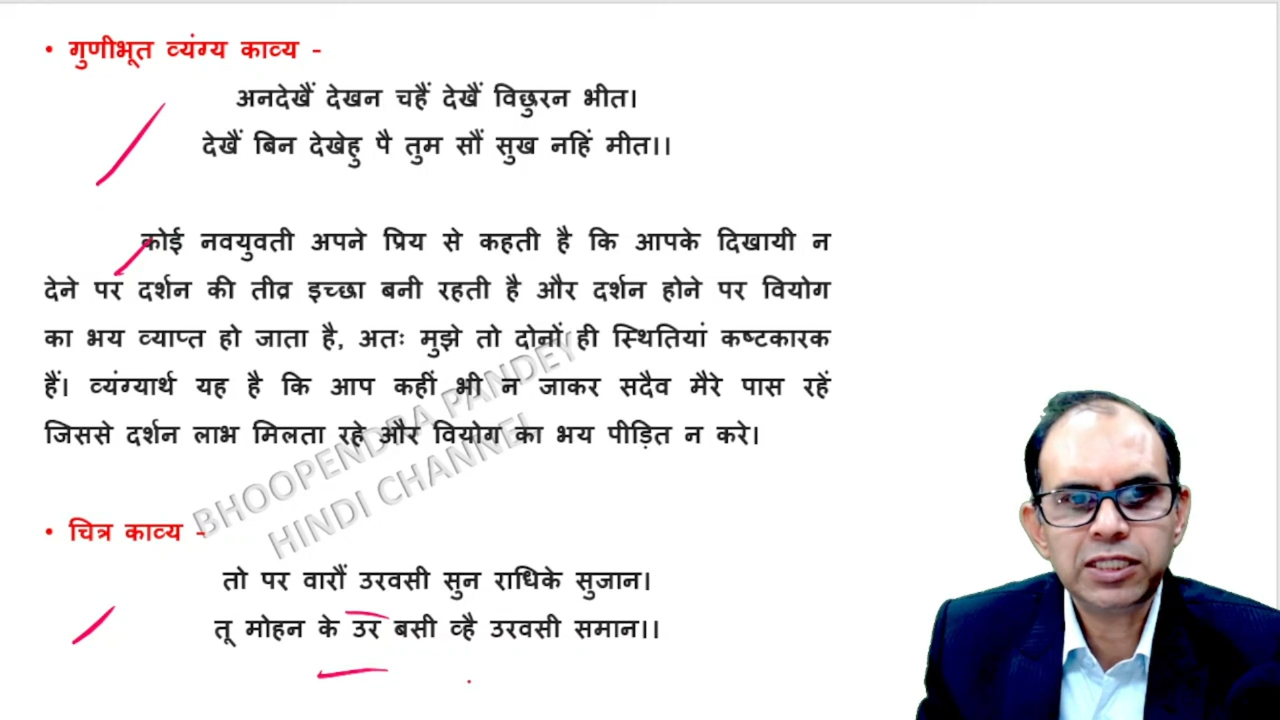 • गुणीभूत व्यंग्य काव्य -
अनदेखैं देखन चहैं देखैं विछुरन भीत।
देखैं बिन देखेहु पै तुम सौं सुख नहिं मीत।।
कोई नवयुवती अपने प्रिय से कहती है कि आपके दिखायी न
देने पर दर्शन की तीव्र इच्छा बनी रहती है और दर्शन होने पर वियोग
का भय व्याप्त हो जाता है, अतः मुझे तो दोनों ही स्थितियां कष्टकारक
हैं। व्यंग्यार्थ यह है कि आप कहीं भी न जाकर सदैव मैरे पास रहें
जिससे दर्शन लाभ मिलता रहे और वियोग का भय पीड़ित न करे।
BHOOPENDRA PANDEY
HINDI CHANNEL
• चित्र काव्य -
तो पर वारौं उरवसी सुन राधिके सुजान।
तू मोहन के उर बसी व्है उरवसी समान।।